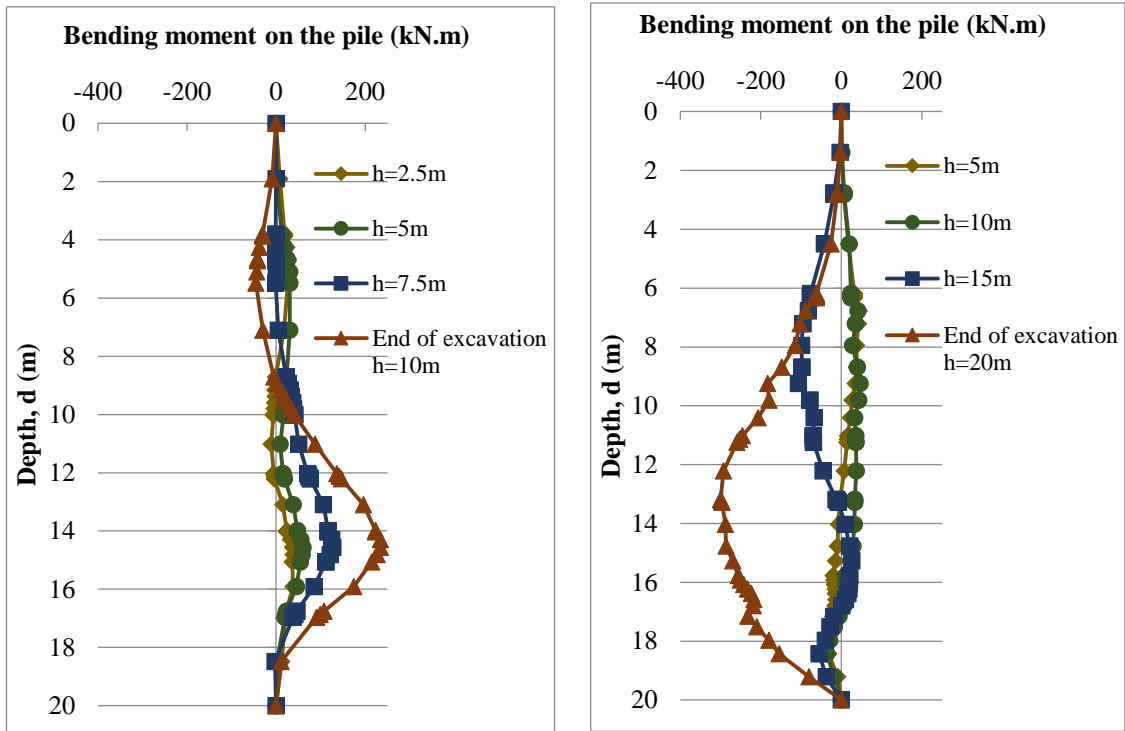 Bending moment on the pile (kN.m)
-400 -200 0 200
0
2
4
6
8
10
12
14
16
18
20
Depth, d (m)
h=2.5m
h=5m
h=7.5m
End of excavation
h=10m
Bending moment on the pile (kN.m)
-400 -200 0 200
0
2
4
6
8
10
12
14
16
18
20
Depth, d (m)
h=5m
h=10m
h=15m
End of excavation
h=20m